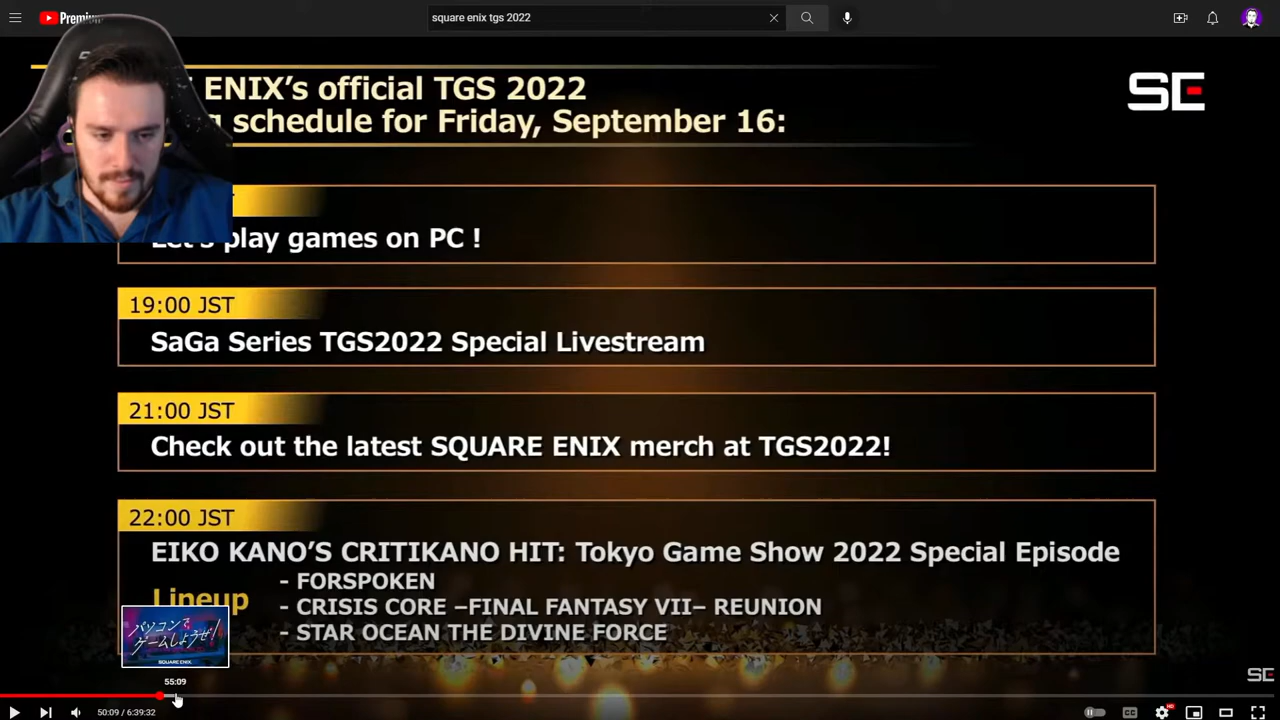 Premium
square enix tgs 2022
ENIX's official TGS 2022
schedule for Friday, September 16:
SE
Let's play games on PC !
19:00 JST
SaGa Series TGS2022 Special Livestream
21:00 JST
Check out the latest SQUARE ENIX merch at TGS2022!
22:00 JST
EIKO KANO'S CRITIKANO HIT: Tokyo Game Show 2022 Special Episode
Lineup
- FORSPOKEN
- CRISIS CORE –FINAL FANTASY VII– REUNION
- STAR OCEAN THE DIVINE FORCE
パソコンで
ゲームしようぜ!
SQUARE ENIX.
SE
55:09
50:09 / 6:39:32
CC
HD